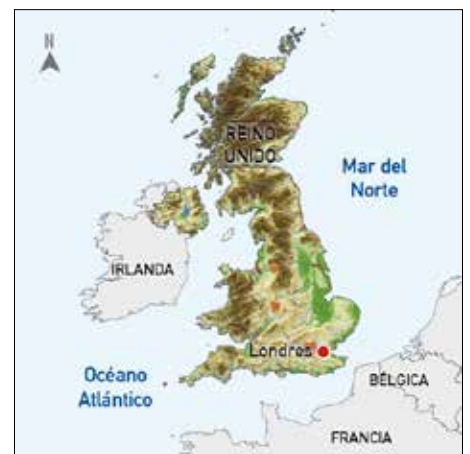 N
REINO
UNIDO
Mar del
Norte
IRLANDA
Londres
Océano
Atlántico
BÉLGICA
FRANCIA